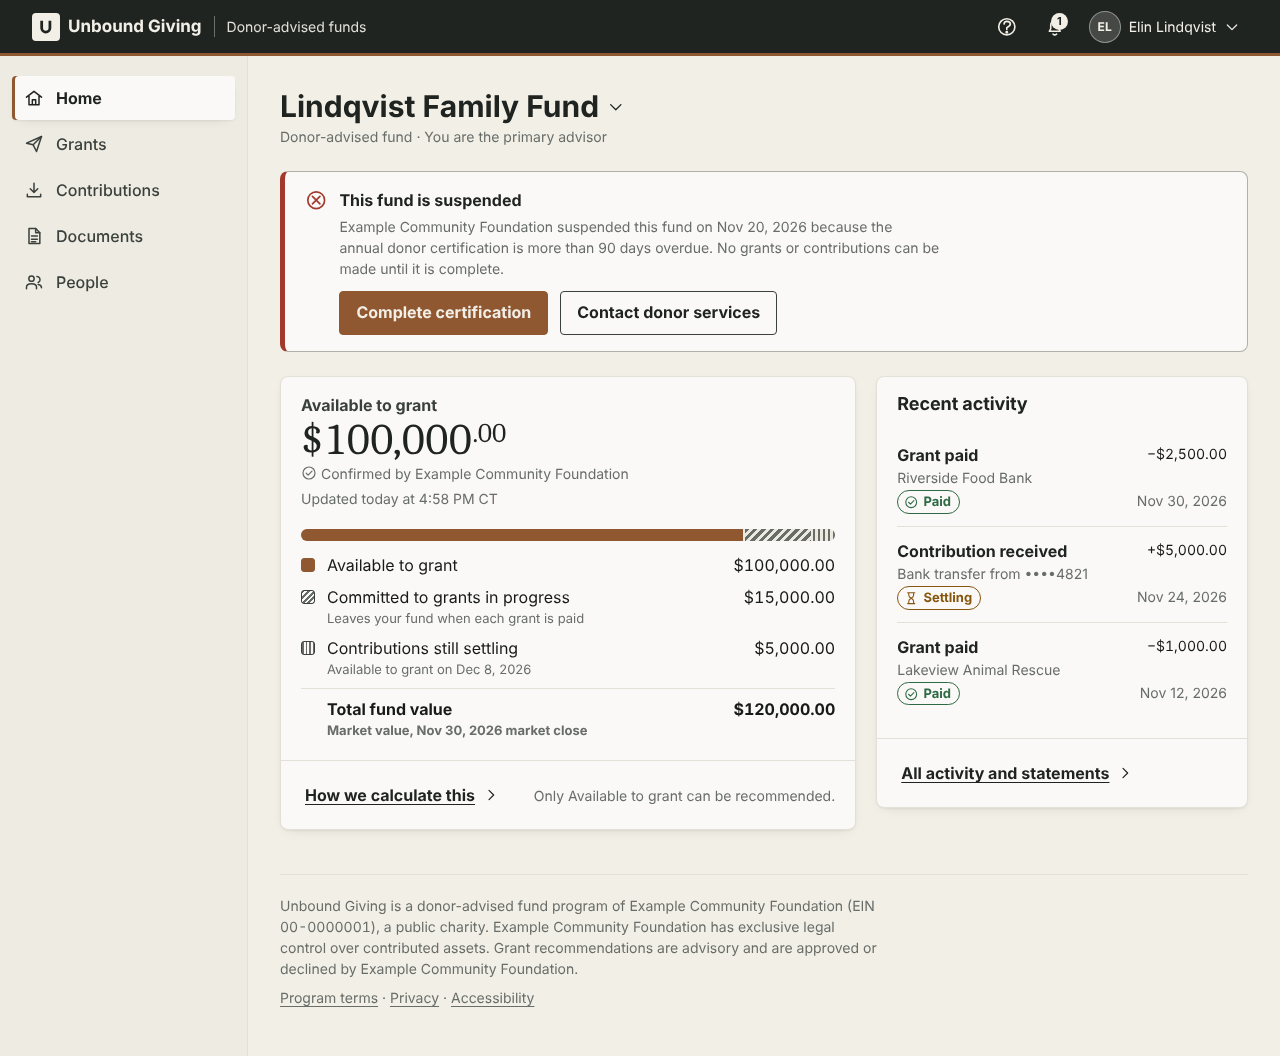 U Unbound Giving Donor-advised funds
1
EL Elin Lindqvist
Home
Grants
Contributions
Documents
People
Lindqvist Family Fund
Donor-advised fund · You are the primary advisor
This fund is suspended
Example Community Foundation suspended this fund on Nov 20, 2026 because the
annual donor certification is more than 90 days overdue. No grants or contributions can be
made until it is complete.
Complete certification
Contact donor services
Available to grant
$100,000.00
Confirmed by Example Community Foundation
Updated today at 4:58 PM CT
Available to grant $100,000.00
Committed to grants in progress $15,000.00
Leaves your fund when each grant is paid
Contributions still settling $5,000.00
Available to grant on Dec 8, 2026
Total fund value $120,000.00
Market value, Nov 30, 2026 market close
How we calculate this
Only Available to grant can be recommended.
Recent activity
Grant paid −$2,500.00
Riverside Food Bank
Paid Nov 30, 2026
Contribution received +$5,000.00
Bank transfer from ••••4821
Settling Nov 24, 2026
Grant paid −$1,000.00
Lakeview Animal Rescue
Paid Nov 12, 2026
All activity and statements
Unbound Giving is a donor-advised fund program of Example Community Foundation (EIN
00-0000001), a public charity. Example Community Foundation has exclusive legal
control over contributed assets. Grant recommendations are advisory and are approved or
declined by Example Community Foundation.
Program terms · Privacy · Accessibility